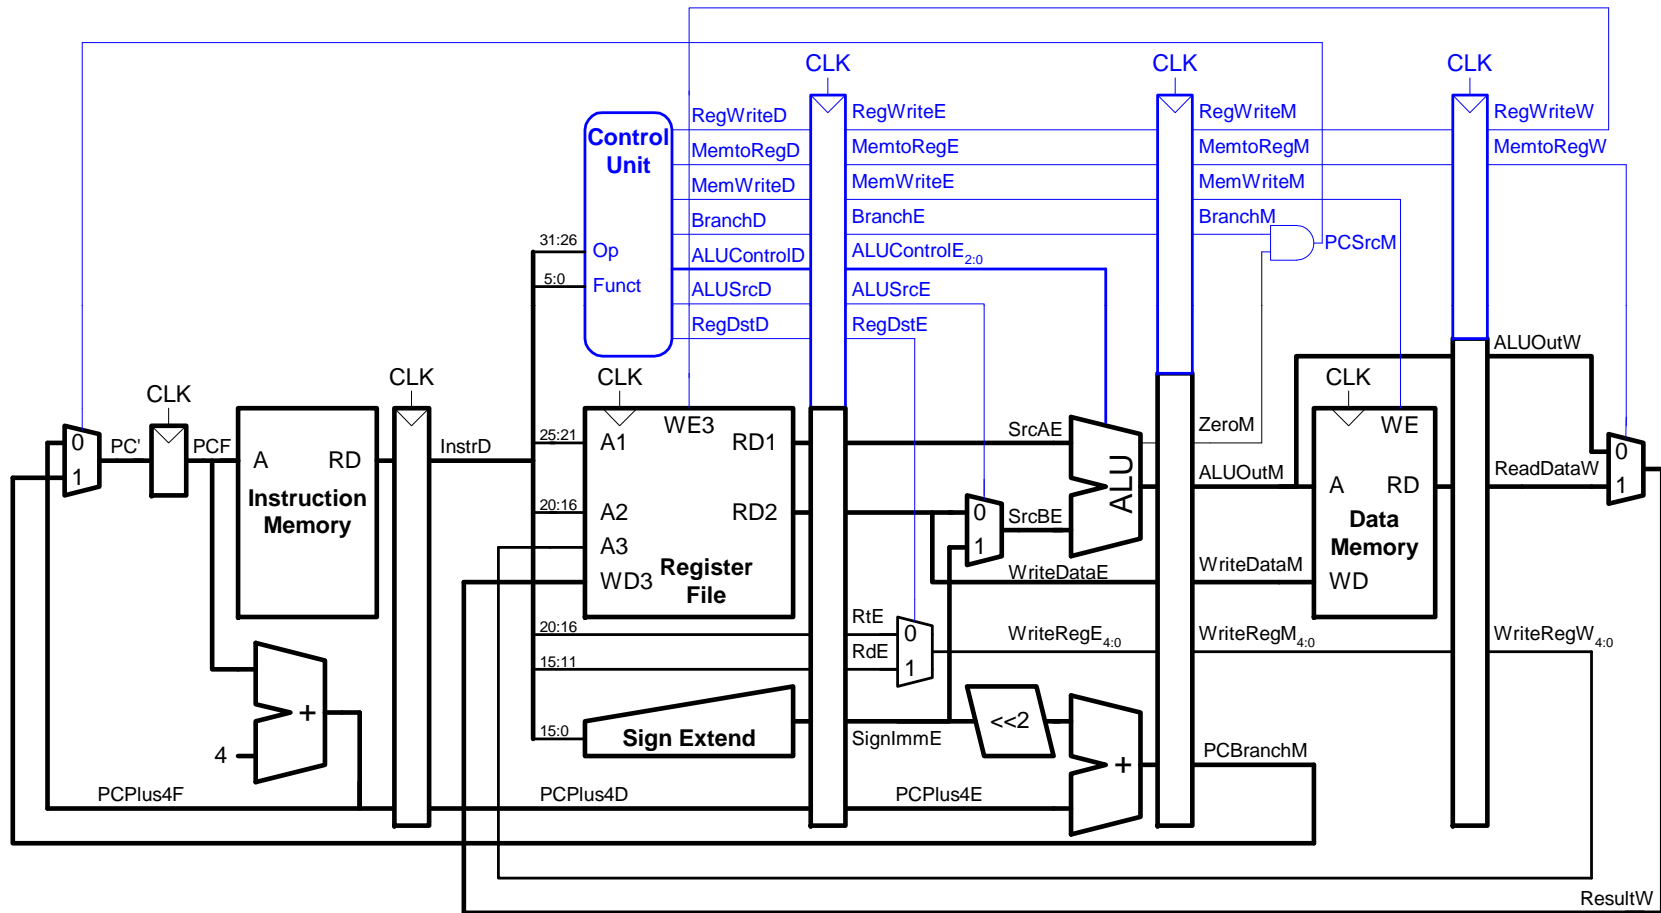 CLK CLK CLK
RegWriteD RegWriteE RegWriteM RegWriteW
Control
Unit
MemtoRegD MemtoRegE MemtoRegM MemtoRegW
MemWriteD MemWriteE MemWriteM
BranchD BranchE BranchM
31:26 Op ALUControlD ALUControlE2:0 PCSrcM
5:0 Funct ALUSrcD ALUSrcE
RegDstD RegDstE
ALUOutW
CLK CLK CLK CLK
WE3 SrcAE ZeroM WE
0 PC' PCF A RD InstrD 25:21 A1 RD1 ALU ALUOutM A RD ReadDataW 0
1 1
Instruction
Memory
20:16 A2 RD2 0 SrcBE
A3 1
Data
Memory
WD3 Register
File
WriteDataE WriteDataM WD
20:16 RtE 0 WriteRegE4:0 WriteRegM4:0 WriteRegW4:0
15:11 RdE 1
+ <<2
15:0 Sign Extend SignImmE
4 + PCBranchM
PCPlus4F PCPlus4D PCPlus4E
ResultW